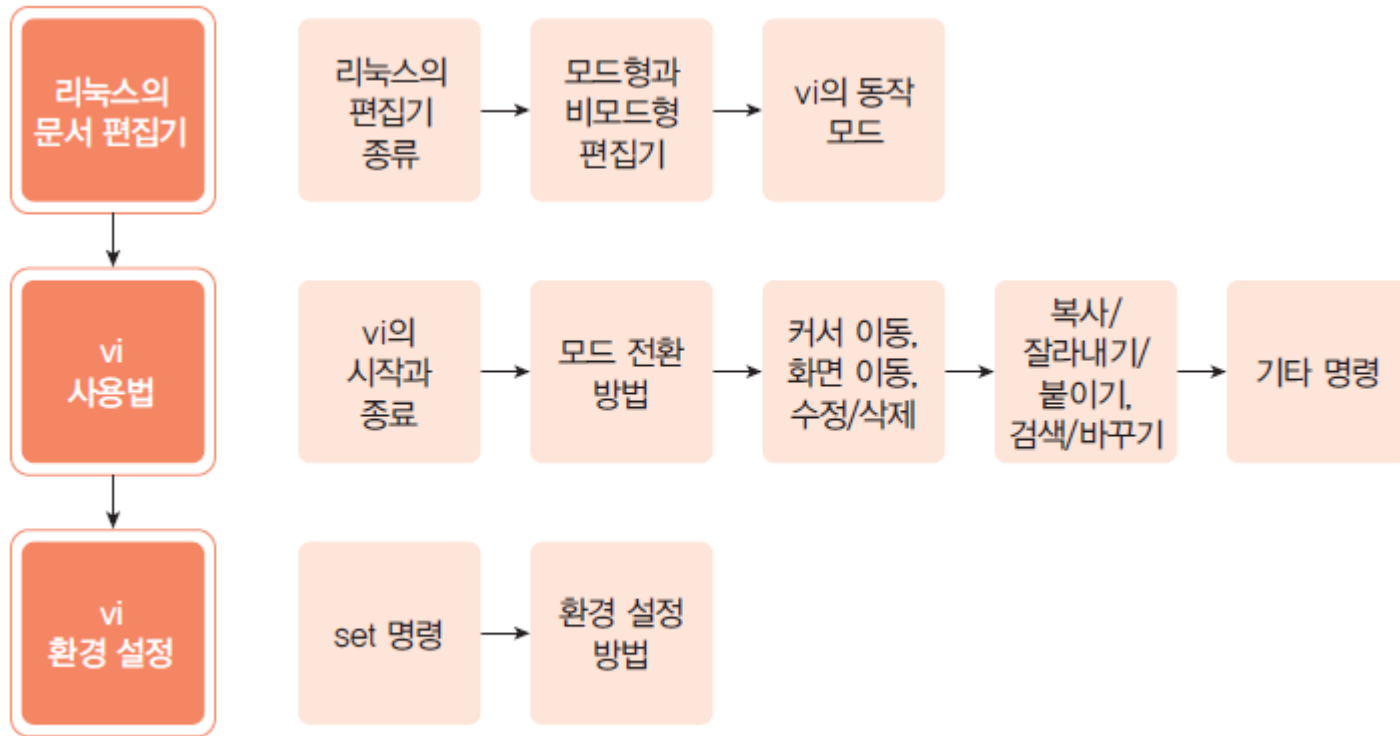 리눅스의
문서 편집기
리눅스의
편집기
종류
모드형과
비모드형
편집기
vi의 동작
모드
vi
사용법
vi의
시작과
종료
모드 전환
방법
커서 이동,
화면 이동,
수정/삭제
복사/
잘라내기/
붙이기,
검색/바꾸기
기타 명령
vi
환경 설정
set 명령
환경 설정
방법